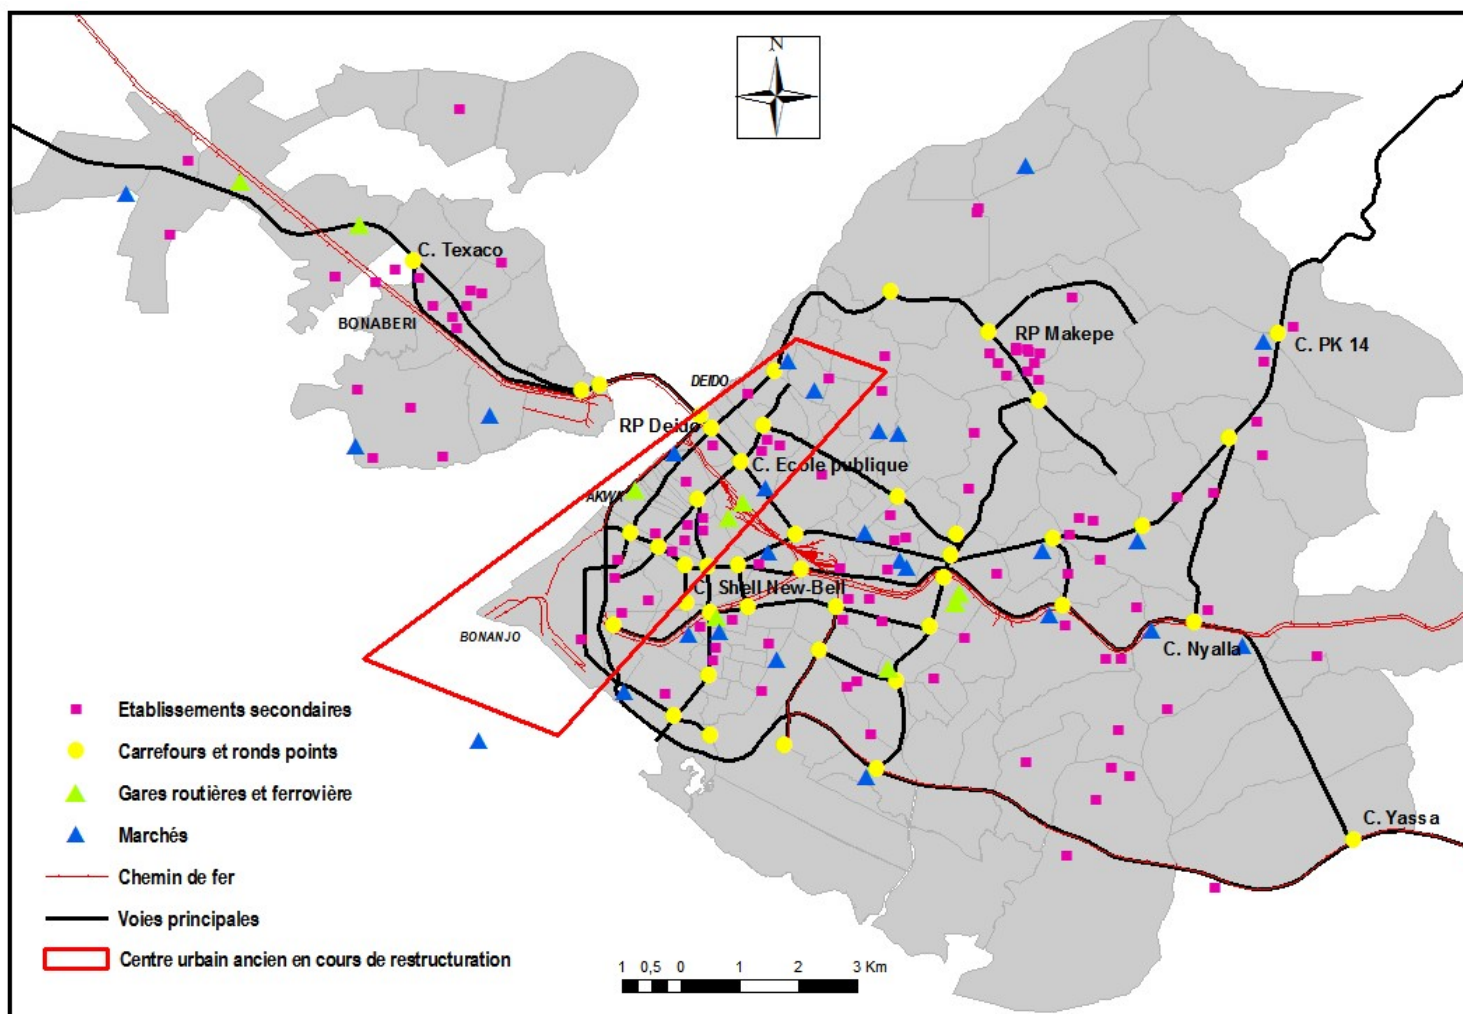 N
C. Texaco
BONABERI
RP Makepe
C. PK 14
DEIDO
RP Deido
C. Ecole publique
AKWA
C. Shell New-Bell
BONANJO
C. Nyalla
C. Yassa
Etablissements secondaires
Carrefours et ronds points
Gares routières et ferrovière
Marchés
Chemin de fer
Voies principales
Centre urbain ancien en cours de restructuration
1 0,5 0 1 2 3 Km